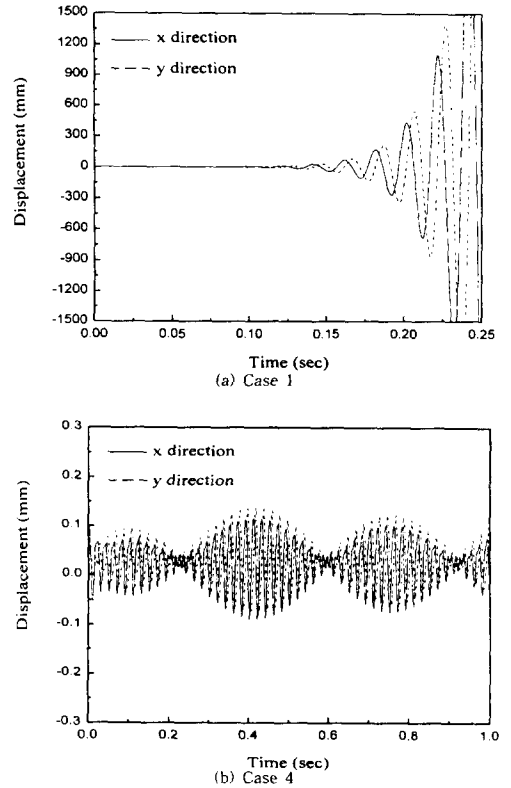 1500
1200
900
600
300
0
-300
-600
-900
-1200
-1500
Displacement (mm)
x direction
y direction
0.00 0.05 0.10 0.15 0.20 0.25
Time (sec)
(a) Case 1
0.3
0.2
0.1
0.0
-0.1
-0.2
-0.3
Displacement (mm)
x direction
y direction
0.0 0.2 0.4 0.6 0.8 1.0
Time (sec)
(b) Case 4